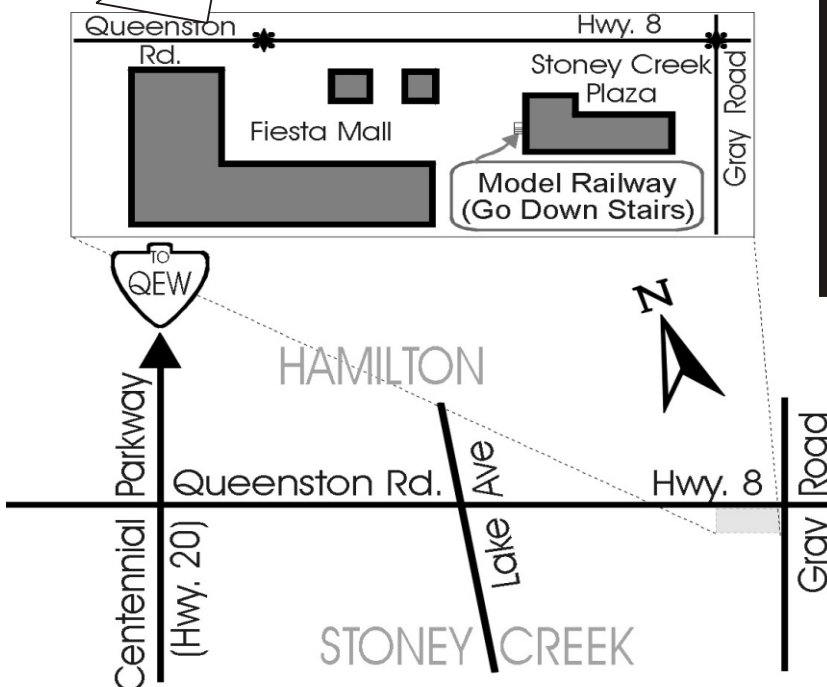 Queenston
Rd.
Hwy. 8
Stoney Creek
Plaza
Gray Road
Fiesta Mall
Model Railway
(Go Down Stairs)
TO
QEW
N
HAMILTON
Centennial Parkway
(Hwy. 20)
Queenston Rd.
Lake Ave
Hwy. 8
Gray Road
STONEY CREEK